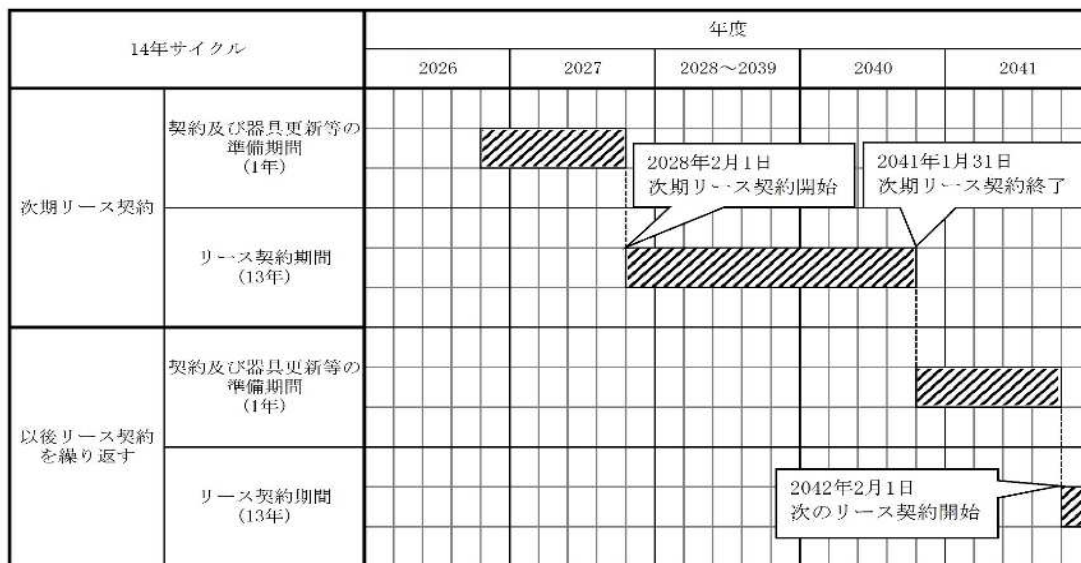 14年サイクル
年度
2026
2027
2028～2039
2040
2041
次期リース契約
契約及び器具更新等の
準備期間
(1年)
2028年2月1日
次期リース契約開始
2041年1月31日
次期リース契約終了
リース契約期間
(13年)
以後リース契約
を繰り返す
契約及び器具更新等の
準備期間
(1年)
リース契約期間
(13年)
2042年2月1日
次のリース契約開始